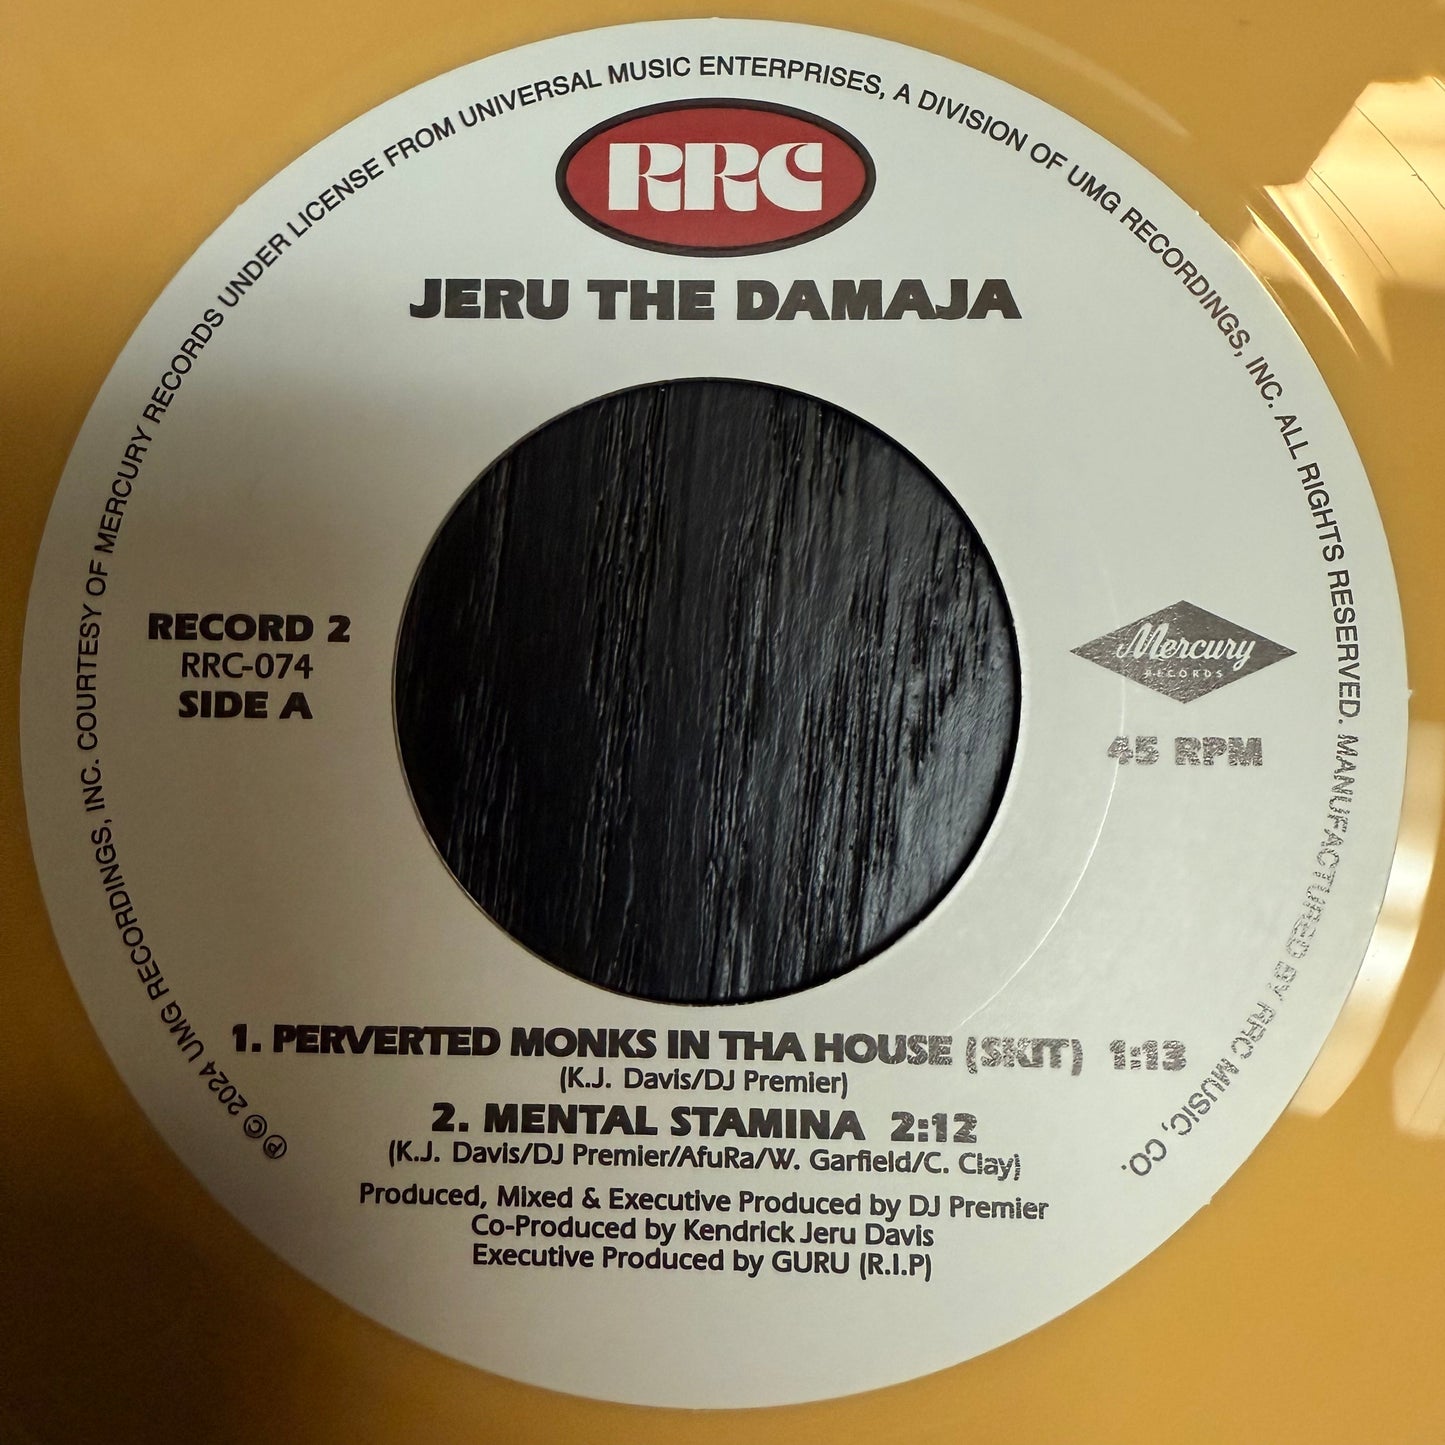 ℗© 2024 UMG RECORDINGS, INC. COURTESY OF MERCURY RECORDS UNDER LICENSE FROM UNIVERSAL MUSIC ENTERPRISES, A DIVISION OF UMG RECORDINGS, INC. ALL RIGHTS RESERVED. MANUFACTURED BY RRC MUSIC, CO.
RRC
JERU THE DAMAJA
RECORD 2
RRC-074
SIDE A
Mercury
RECORDS
45 RPM
1. PERVERTED MONKS IN THA HOUSE (SKIT) 1:13
(K.J. Davis/DJ Premier)
2. MENTAL STAMINA 2:12
(K.J. Davis/DJ Premier/AfuRa/W. Garfield/C. Clay)
Produced, Mixed & Executive Produced by DJ Premier
Co-Produced by Kendrick Jeru Davis
Executive Produced by GURU (R.I.P)